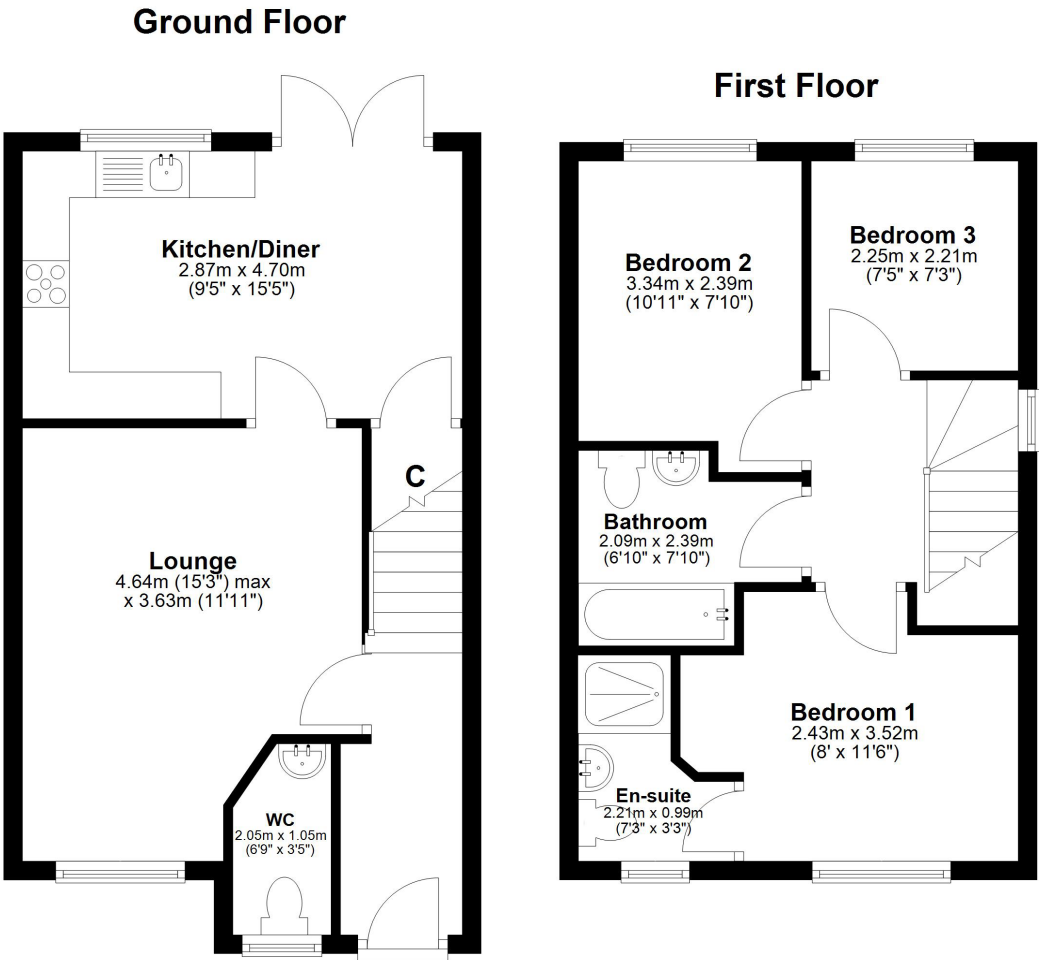 Ground Floor
Kitchen/Diner
2.87m x 4.70m
(9'5" x 15'5")
C
Lounge
4.64m (15'3") max
x 3.63m (11'11")
WC
2.05m x 1.05m
(6'9" x 3'5")
First Floor
Bedroom 2
3.34m x 2.39m
(10'11" x 7'10")
Bedroom 3
2.25m x 2.21m
(7'5" x 7'3")
Bathroom
2.09m x 2.39m
(6'10" x 7'10")
Bedroom 1
2.43m x 3.52m
(8' x 11'6")
En-suite
2.21m x 0.99m
(7'3" x 3'3")